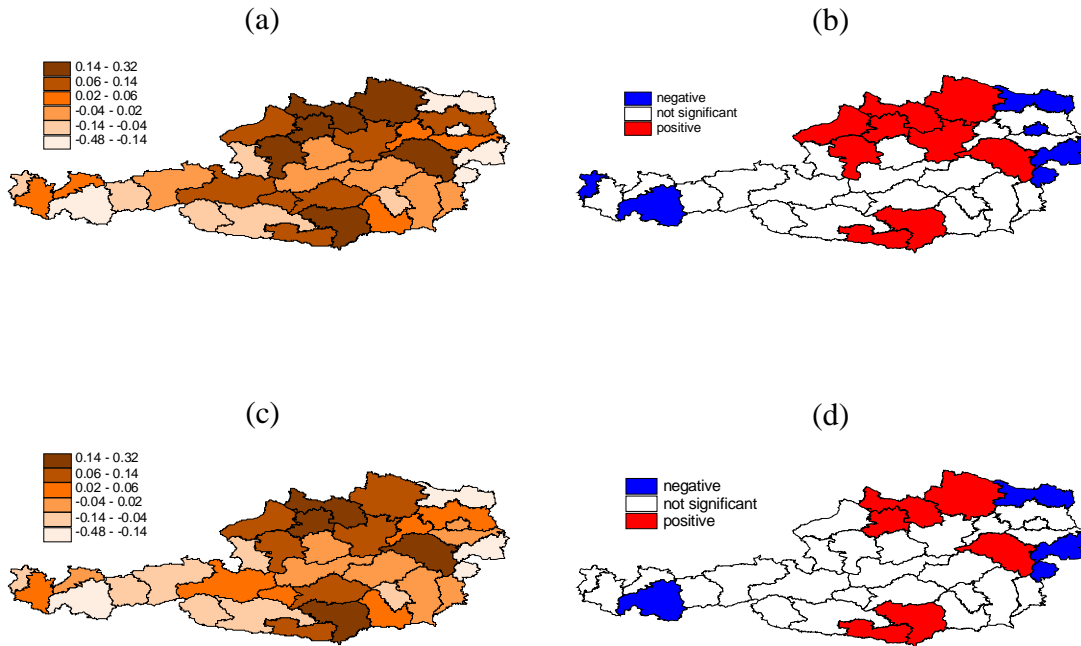 (a)
(b)
0.14 - 0.32
0.06 - 0.14
0.02 - 0.06
-0.04 - 0.02
-0.14 - -0.04
-0.48 - -0.14
negative
not significant
positive
(c)
(d)
0.14 - 0.32
0.06 - 0.14
0.02 - 0.06
-0.04 - 0.02
-0.14 - -0.04
-0.48 - -0.14
negative
not significant
positive